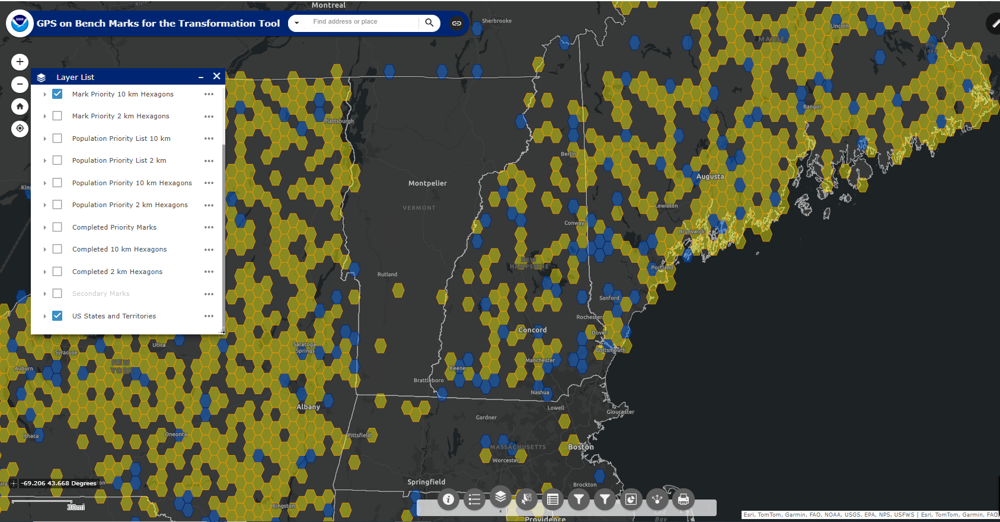 Montreal
NOAA
GPS on Bench Marks for the Transformation Tool
Find address or place
Sherbrooke
Lincoln
MAINE
Big
Lake
Layer List
Mark Priority 10 km Hexagons
Mark Priority 2 km Hexagons
Population Priority List 10 km
Population Priority List 2 km
Population Priority 10 km Hexagons
Population Priority 2 km Hexagons
Completed Priority Marks
Completed 10 km Hexagons
Completed 2 km Hexagons
Secondary Marks
US States and Territories
Bangor
Plattsburgh
Berlin
Augusta
Montpelier
VERMONT
Lewiston
Conway
Brunswick
NEW
HAMPSHIRE
Portland
Rutland
Sanford
Rochester
Concord
Dover
Utica
Saratoga
Springs
Portsmouth
Syracuse
NEW
YORK
Manchester
Auburn
Keene
Brattleboro
Nashua
Albany
Lowell
Gloucester
Gardner
Ithaca
Oneonta
Pittsfield
MASSACHUSETTS
Boston
Worcester
-69.206 43.668 Degrees
Springfield
Brockton
30mi
Kingston
Providence
Cod
Bay
Esri, TomTom, Garmin, FAO, NOAA, USGS, EPA, NPS, USFWS | Esri, TomTom, Garmin, FAO,